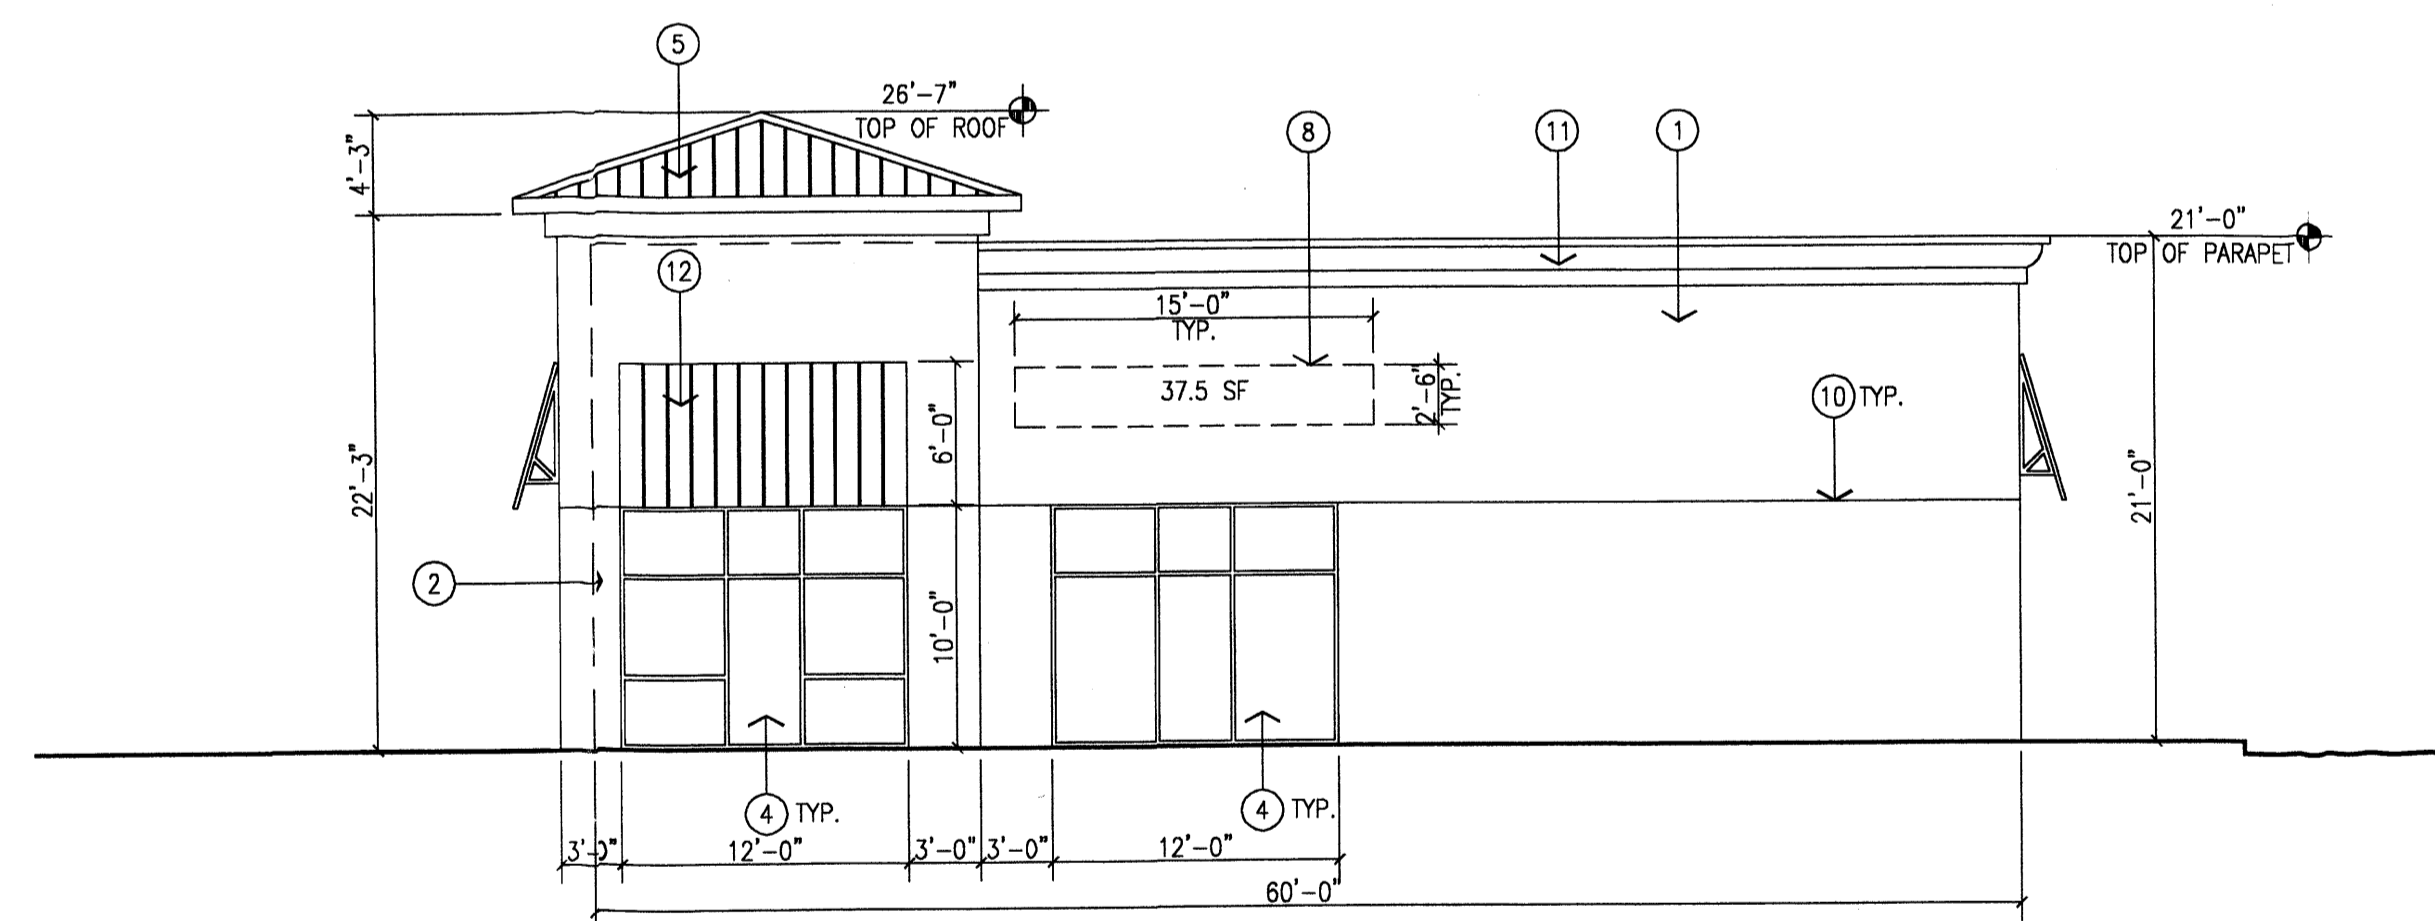 5
26'-7"
TOP OF ROOF
8
11
1
4'-3"
21'-0"
TOP OF PARAPET
12
15'-0"
TYP.
37.5 SF
2'-6"
TYP.
10 TYP.
6'-0"
22'-3"
21'-0"
2
10'-0"
4 TYP.
4 TYP.
3'-0"
12'-0"
3'-0"
3'-0"
12'-0"
60'-0"